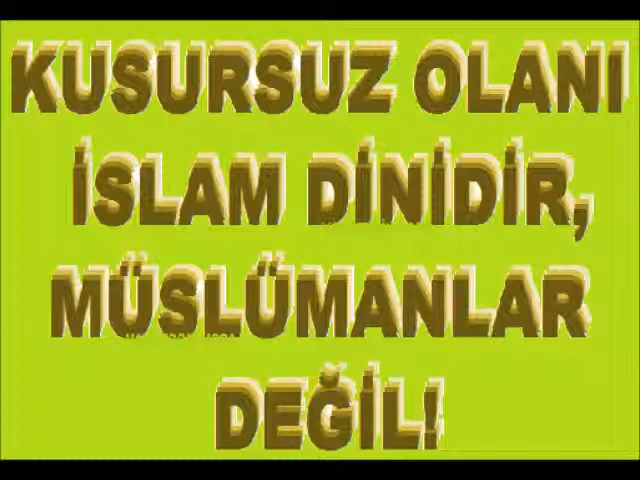 KUSURSUZ OLANI
İSLAM DİNİDİR,
MÜSLÜMANLAR
DEĞİL!